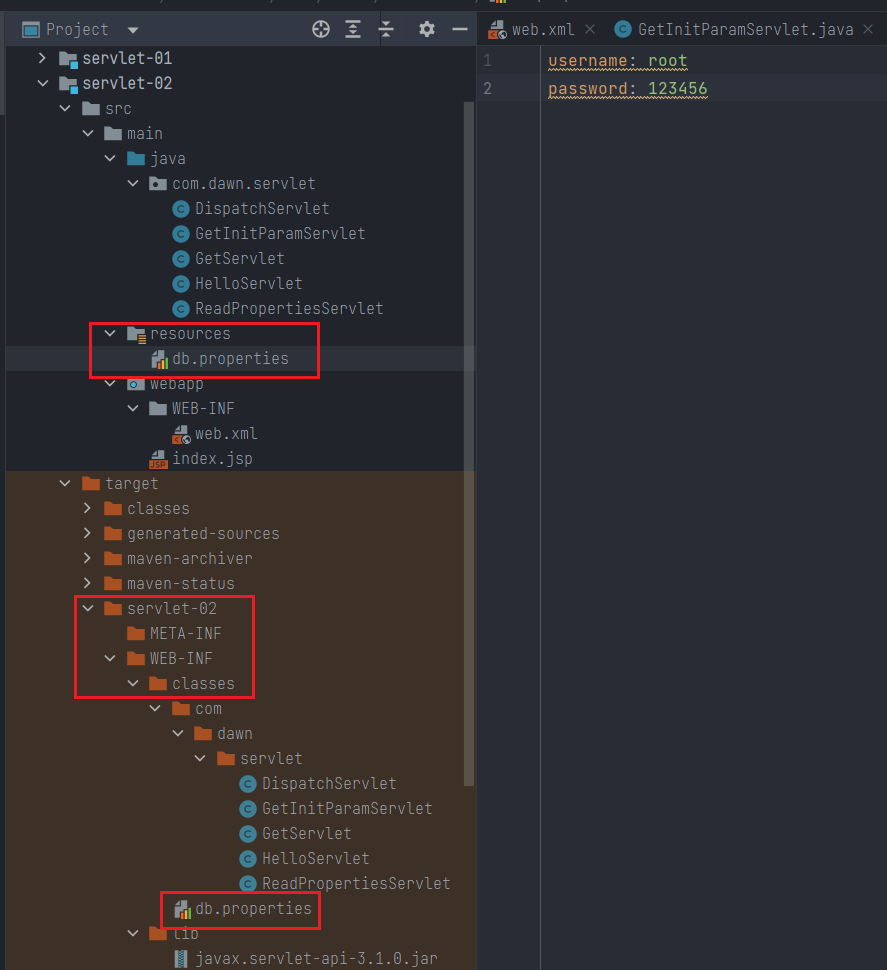 Project
web.xml
GetInitParamServlet.java
servlet-01
servlet-02
src
main
java
com.dawn.servlet
DispatchServlet
GetInitParamServlet
GetServlet
HelloServlet
ReadPropertiesServlet
resources
db.properties
webapp
WEB-INF
web.xml
index.jsp
target
classes
generated-sources
maven-archiver
maven-status
servlet-02
META-INF
WEB-INF
classes
com
dawn
servlet
DispatchServlet
GetInitParamServlet
GetServlet
HelloServlet
ReadPropertiesServlet
db.properties
lib
javax.servlet-api-3.1.0.jar
1 username: root
2 password: 123456